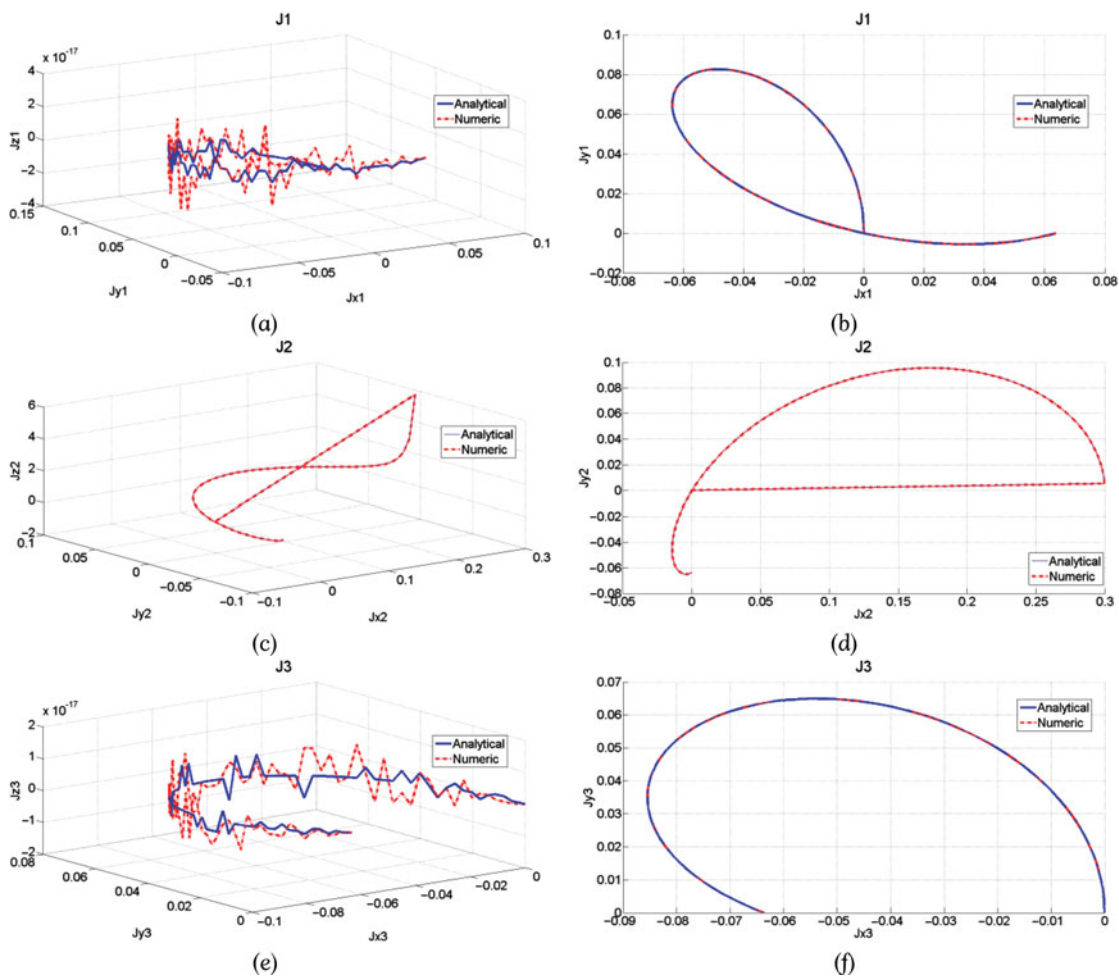 J1
x 10⁻¹⁷
4
2
0
−2
−4
Jz1
0.15
0.1
0.05
0
−0.05
Jy1
−0.1
−0.05
0
0.05
0.1
Jx1
Analytical
Numeric
(a)
J1
0.1
0.08
0.06
0.04
0.02
0
−0.02
Jy1
−0.08
−0.06
−0.04
−0.02
0
0.02
0.04
0.06
0.08
Jx1
Analytical
Numeric
(b)
J2
6
4
2
0
−2
Jz2
0.1
0.05
0
−0.05
−0.1
Jy2
−0.1
0
0.1
0.2
0.3
Jx2
Analytical
Numeric
(c)
J2
0.1
0.08
0.06
0.04
0.02
0
−0.02
−0.04
−0.06
−0.08
Jy2
−0.05
0
0.05
0.1
0.15
0.2
0.25
0.3
Jx2
Analytical
Numeric
(d)
J3
x 10⁻¹⁷
2
1
0
−1
−2
Jz3
0.08
0.06
0.04
0.02
0
Jy3
−0.1
−0.08
−0.06
−0.04
−0.02
0
Jx3
Analytical
Numeric
(e)
J3
0.07
0.06
0.05
0.04
0.03
0.02
0.01
0
Jy3
−0.09
−0.08
−0.07
−0.06
−0.05
−0.04
−0.03
−0.02
−0.01
0
Jx3
Analytical
Numeric
(f)